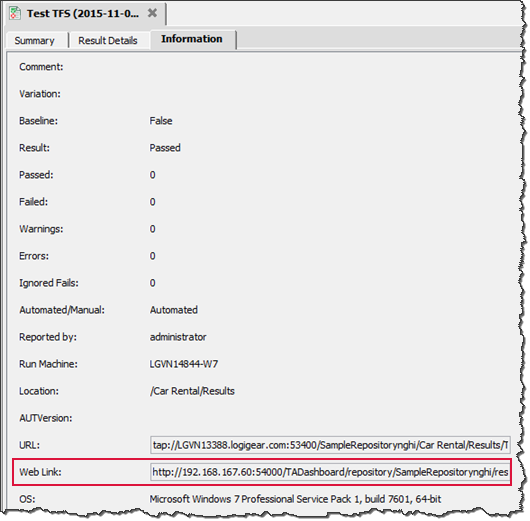 Test TFS (2015-11-0...
Summary Result Details Information
Comment:
Variation:
Baseline: False
Result: Passed
Passed: 0
Failed: 0
Warnings: 0
Errors: 0
Ignored Fails: 0
Automated/Manual: Automated
Reported by: administrator
Run Machine: LGVN14844-W7
Location: /Car Rental/Results
AUTVersion:
URL: tap://LGVN13388.logigear.com:53400/SampleRepositorynghi/Car Rental/Results/T
Web Link: http://192.168.167.60:54000/TADashboard/repository/SampleRepositorynghi/res
OS: Microsoft Windows 7 Professional Service Pack 1, build 7601, 64-bit